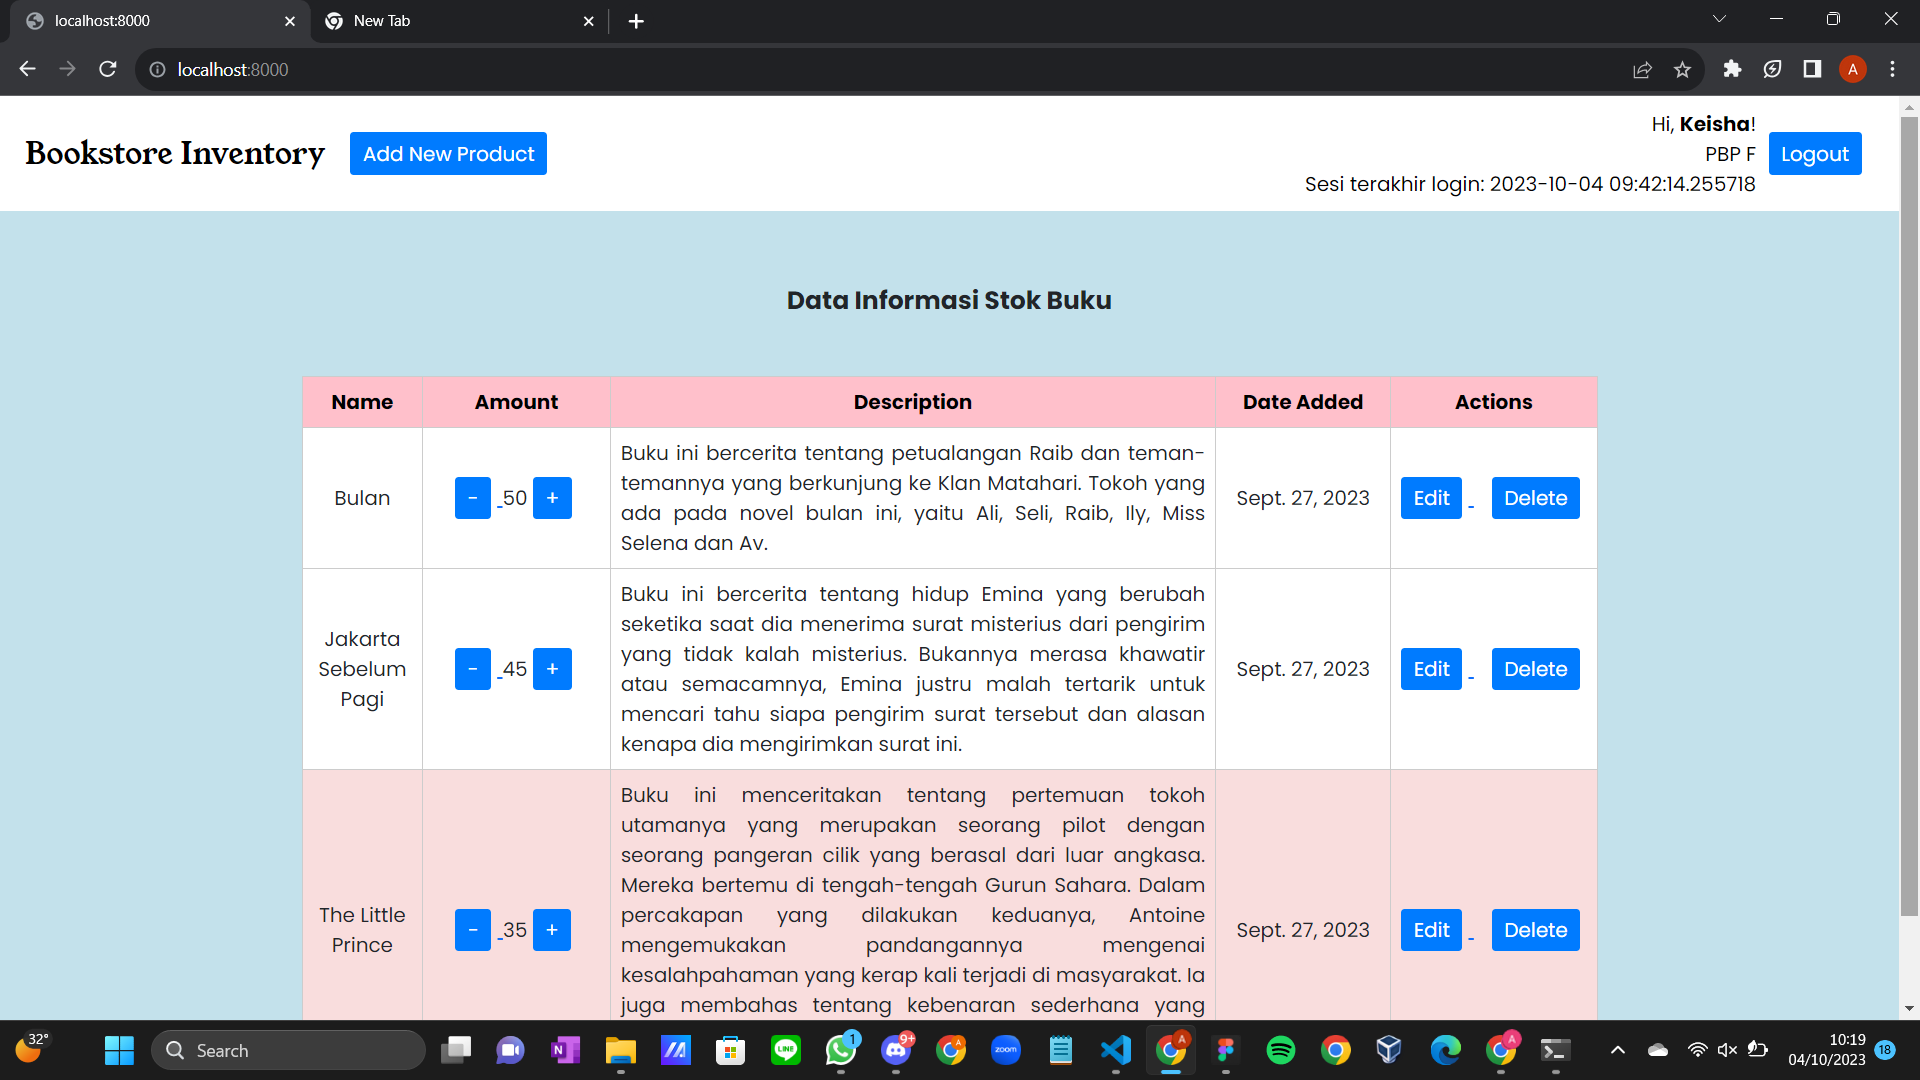 localhost:8000
New Tab
localhost:8000
A
Bookstore Inventory
Add New Product
Hi, Keisha!
PBP F
Sesi terakhir login: 2023-10-04 09:42:14.255718
Logout
Data Informasi Stok Buku
Name Amount Description Date Added Actions
Bulan
- 50 +
Buku ini bercerita tentang petualangan Raib dan teman-
temannya yang berkunjung ke Klan Matahari. Tokoh yang
ada pada novel bulan ini, yaitu Ali, Seli, Raib, Ily, Miss
Selena dan Av.
Sept. 27, 2023
Edit Delete
Jakarta
Sebelum
Pagi
- 45 +
Buku ini bercerita tentang hidup Emina yang berubah
seketika saat dia menerima surat misterius dari pengirim
yang tidak kalah misterius. Bukannya merasa khawatir
atau semacamnya, Emina justru malah tertarik untuk
mencari tahu siapa pengirim surat tersebut dan alasan
kenapa dia mengirimkan surat ini.
Sept. 27, 2023
Edit Delete
The Little
Prince
- 35 +
Buku ini menceritakan tentang pertemuan tokoh
utamanya yang merupakan seorang pilot dengan
seorang pangeran cilik yang berasal dari luar angkasa.
Mereka bertemu di tengah-tengah Gurun Sahara. Dalam
percakapan yang dilakukan keduanya, Antoine
mengemukakan pandangannya mengenai
kesalahpahaman yang kerap kali terjadi di masyarakat. Ia
juga membahas tentang kebenaran sederhana yang
Sept. 27, 2023
Edit Delete
32°
Search
N
LINE
1
9+
A
zoom
A
A
10:19
04/10/2023
18